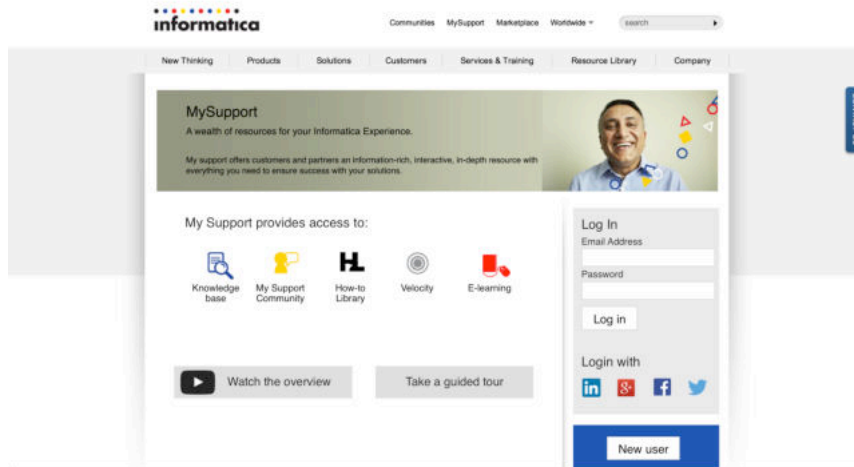 informatica
Communities MySupport Marketplace Worldwide search
New Thinking Products Solutions Customers Services & Training Resource Library Company
MySupport
A wealth of resources for your Informatica Experience.
My support offers customers and partners an information-rich, interactive, in-depth resource with
everything you need to ensure success with your solutions.
My Support provides access to:
Knowledge
base
My Support
Community
HL
How-to
Library
Velocity
E-learning
Watch the overview
Take a guided tour
Log In
Email Address
Password
Log in
Login with
in 8+ f
New user